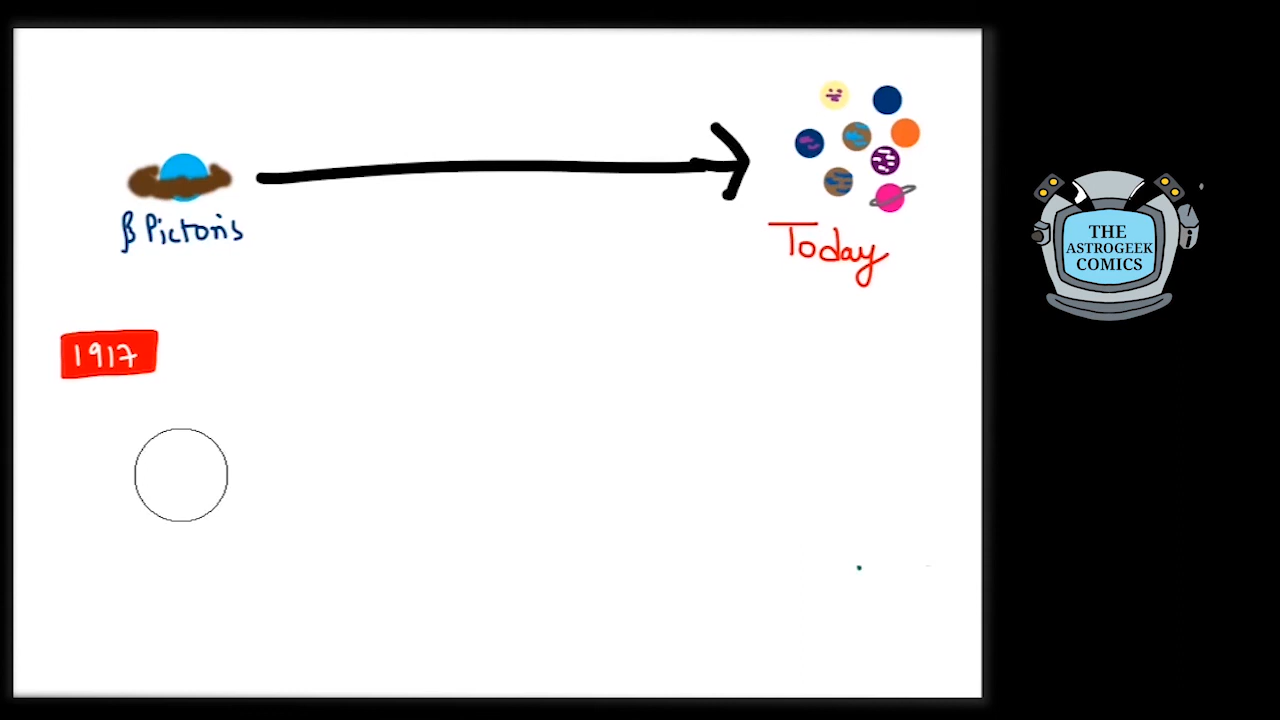 β Pictoris
Today
1917
THE
ASTROGEEK
COMICS